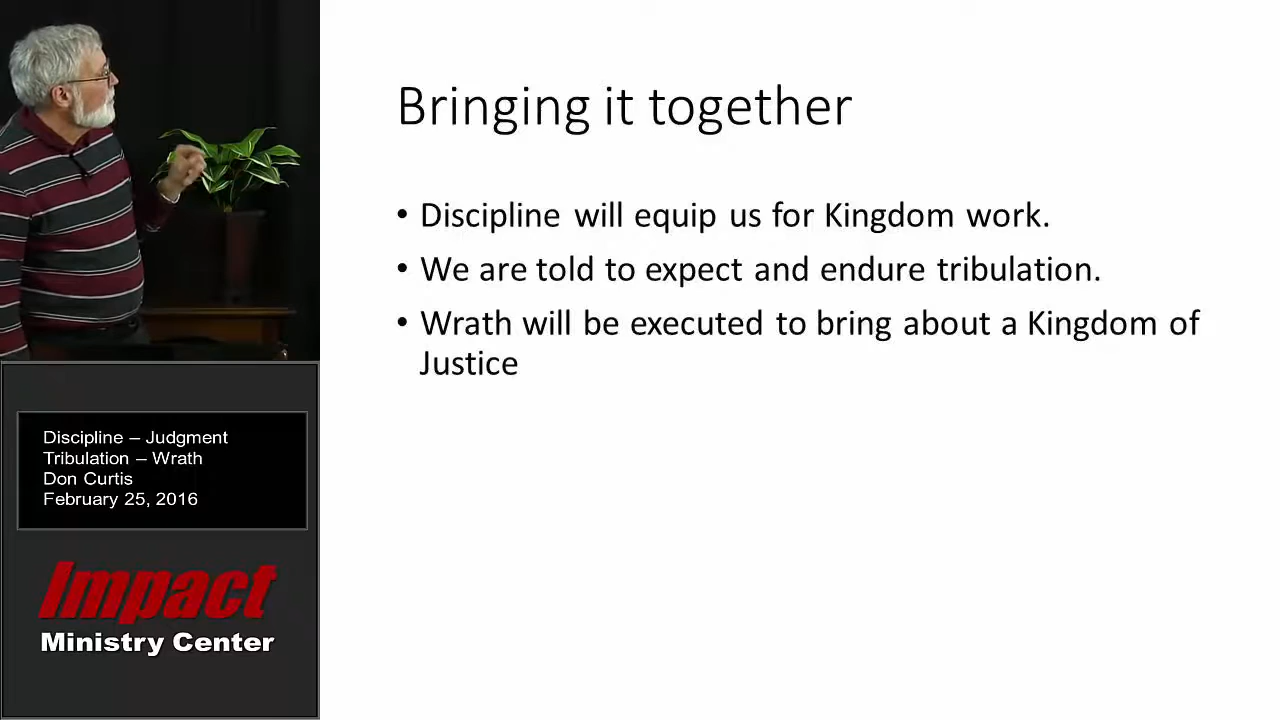 Bringing it together
• Discipline will equip us for Kingdom work.
• We are told to expect and endure tribulation.
• Wrath will be executed to bring about a Kingdom of
Justice
Discipline – Judgment
Tribulation – Wrath
Don Curtis
February 25, 2016
Impact
Ministry Center